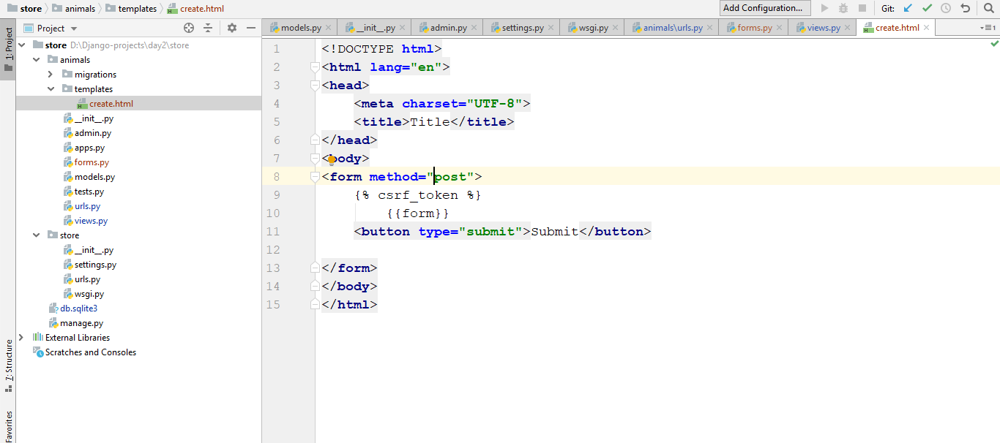 store animals templates create.html Add Configuration... Git:
1: Project
Project
models.py __init__.py admin.py settings.py wsgi.py animals\urls.py forms.py views.py create.html 1
store D:\Django-projects\day2\store
animals
migrations
templates
create.html
__init__.py
admin.py
apps.py
forms.py
models.py
tests.py
urls.py
views.py
store
__init__.py
settings.py
urls.py
wsgi.py
db.sqlite3
manage.py
External Libraries
Scratches and Consoles
7: Structure
Favorites
1 <!DOCTYPE html>
2 <html lang="en">
3 <head>
4 <meta charset="UTF-8">
5 <title>Title</title>
6 </head>
7 <body>
8 <form method="post">
9 {% csrf_token %}
10 {{form}}
11 <button type="submit">Submit</button>
12
13 </form>
14 </body>
15 </html>